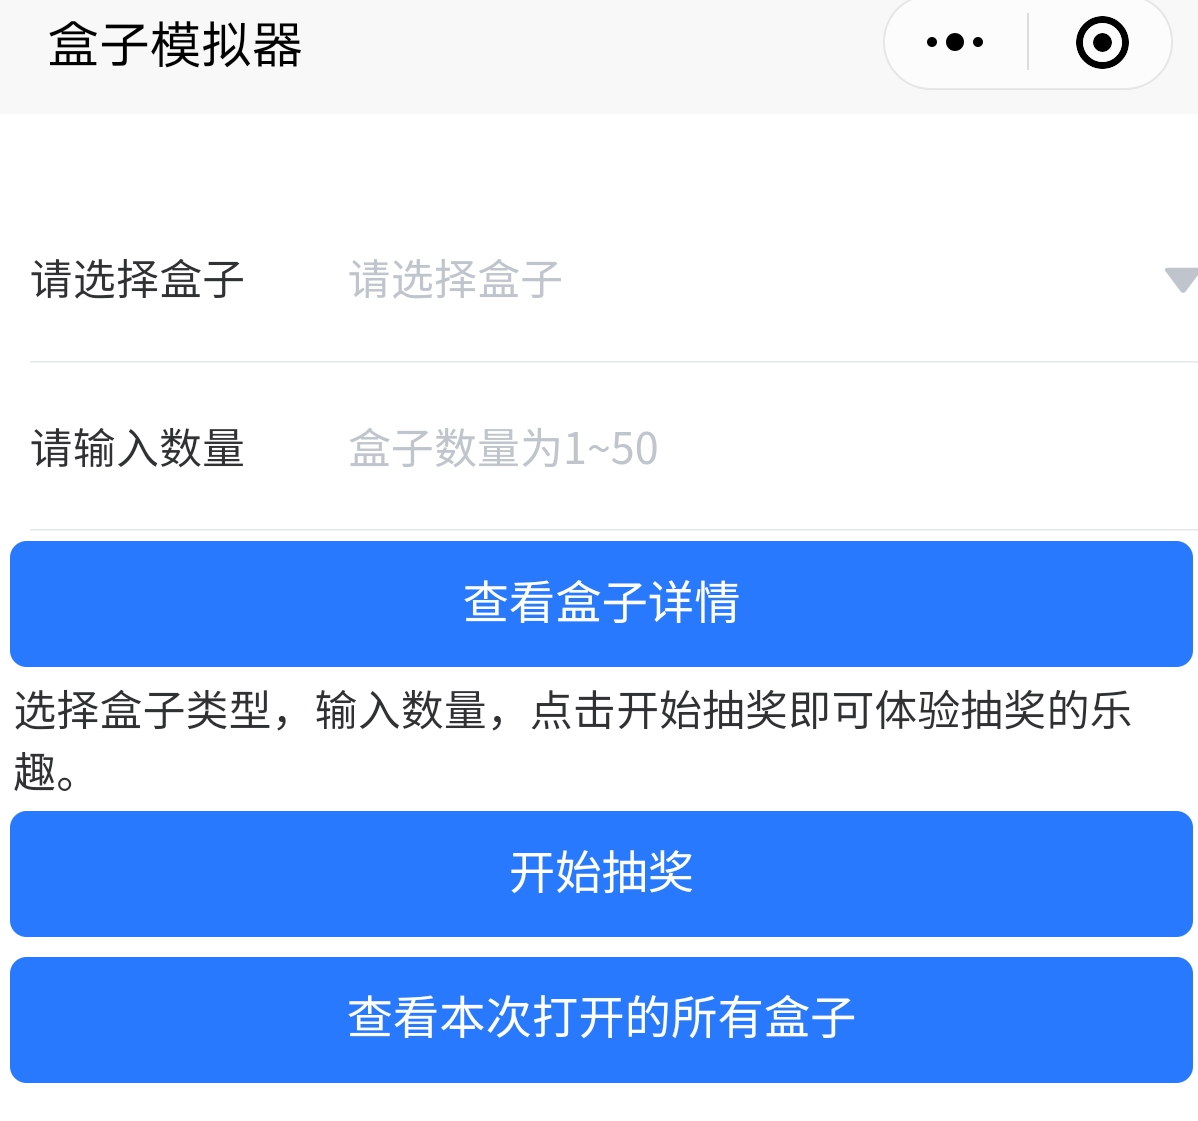 盒子模拟器
请选择盒子 请选择盒子
请输入数量 盒子数量为1~50
查看盒子详情
选择盒子类型，输入数量，点击开始抽奖即可体验抽奖的乐
趣。
开始抽奖
查看本次打开的所有盒子